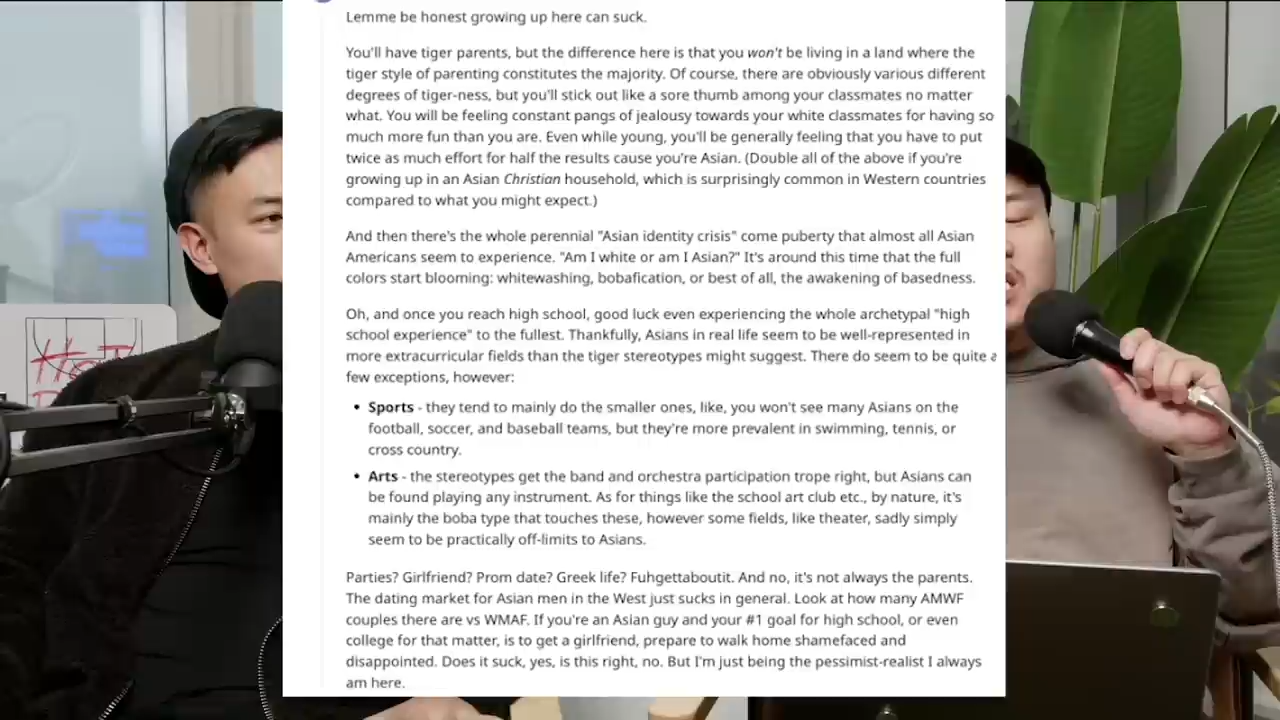 Lemme be honest growing up here can suck.
You'll have tiger parents, but the difference here is that you won't be living in a land where the
tiger style of parenting constitutes the majority. Of course, there are obviously various different
degrees of tiger-ness, but you'll stick out like a sore thumb among your classmates no matter
what. You will be feeling constant pangs of jealousy towards your white classmates for having so
much more fun than you are. Even while young, you'll be generally feeling that you have to put
twice as much effort for half the results cause you're Asian. (Double all of the above if you're
growing up in an Asian Christian household, which is surprisingly common in Western countries
compared to what you might expect.)
And then there's the whole perennial "Asian identity crisis" come puberty that almost all Asian
Americans seem to experience. "Am I white or am I Asian?" It's around this time that the full
colors start blooming: whitewashing, bobafication, or best of all, the awakening of basedness.
Oh, and once you reach high school, good luck even experiencing the whole archetypal "high
school experience" to the fullest. Thankfully, Asians in real life seem to be well-represented in
more extracurricular fields than the tiger stereotypes might suggest. There do seem to be quite a
few exceptions, however:
• Sports - they tend to mainly do the smaller ones, like, you won't see many Asians on the
football, soccer, and baseball teams, but they're more prevalent in swimming, tennis, or
cross country.
• Arts - the stereotypes get the band and orchestra participation trope right, but Asians can
be found playing any instrument. As for things like the school art club etc., by nature, it's
mainly the boba type that touches these, however some fields, like theater, sadly simply
seem to be practically off-limits to Asians.
Parties? Girlfriend? Prom date? Greek life? Fuhgettaboutit. And no, it's not always the parents.
The dating market for Asian men in the West just sucks in general. Look at how many AMWF
couples there are vs WMAF. If you're an Asian guy and your #1 goal for high school, or even
college for that matter, is to get a girlfriend, prepare to walk home shamefaced and
disappointed. Does it suck, yes, is this right, no. But I'm just being the pessimist-realist I always
am here.